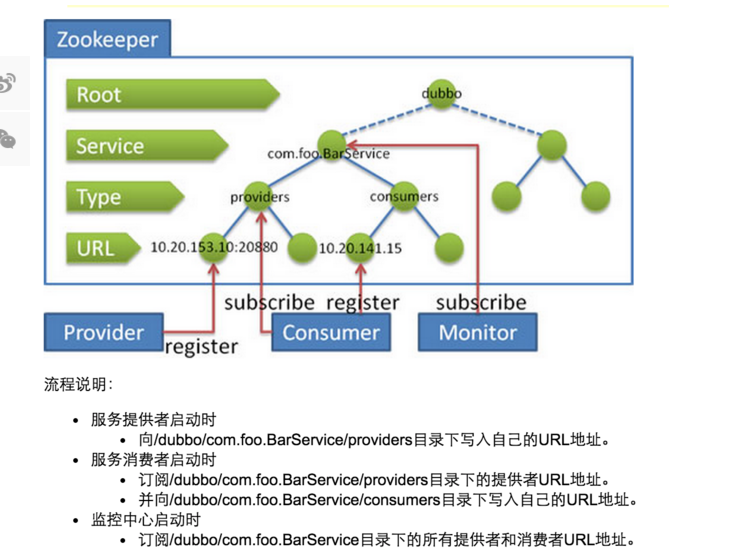 Zookeeper
Root
dubbo
Service
com.foo.BarService
Type
providers
consumers
URL
10.20.153.10:20880
10.20.141.15
subscribe
register
subscribe
Provider
Consumer
Monitor
register
流程说明：
服务提供者启动时
向/dubbo/com.foo.BarService/providers目录下写入自己的URL地址。
服务消费者启动时
订阅/dubbo/com.foo.BarService/providers目录下的提供者URL地址。
并向/dubbo/com.foo.BarService/consumers目录下写入自己的URL地址。
监控中心启动时
订阅/dubbo/com.foo.BarService目录下的所有提供者和消费者URL地址。